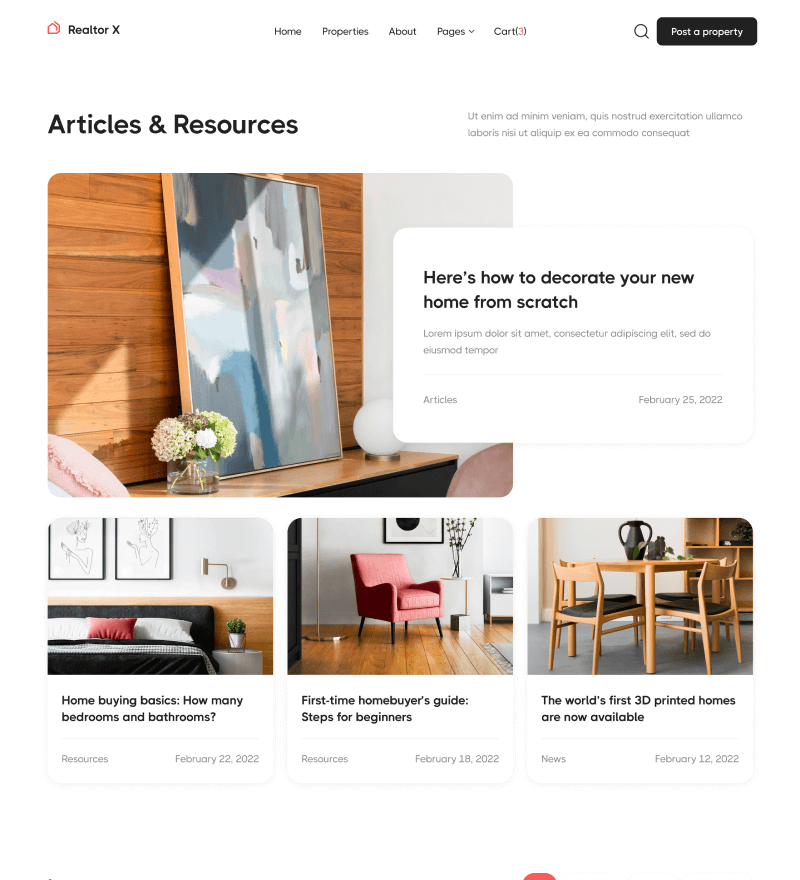 Realtor X
Home Properties About Pages Cart(3)
Post a property
Articles & Resources
Ut enim ad minim veniam, quis nostrud exercitation ullamco
laboris nisi ut aliquip ex ea commodo consequat
Here’s how to decorate your new
home from scratch
Lorem ipsum dolor sit amet, consectetur adipiscing elit, sed do
eiusmod tempor
Articles February 25, 2022
Home buying basics: How many
bedrooms and bathrooms?
Resources February 22, 2022
First-time homebuyer’s guide:
Steps for beginners
Resources February 18, 2022
The world’s first 3D printed homes
are now available
News February 12, 2022